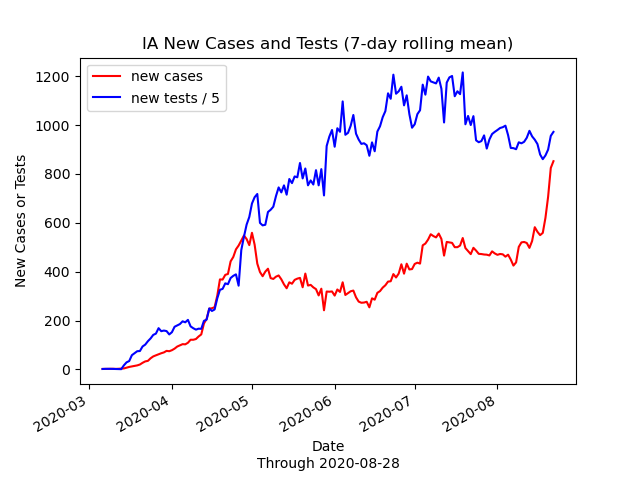 IA New Cases and Tests (7-day rolling mean)
new cases
new tests / 5
New Cases or Tests
1200
1000
800
600
400
200
0
2020-03
2020-04
2020-05
2020-06
2020-07
2020-08
Date
Through 2020-08-28